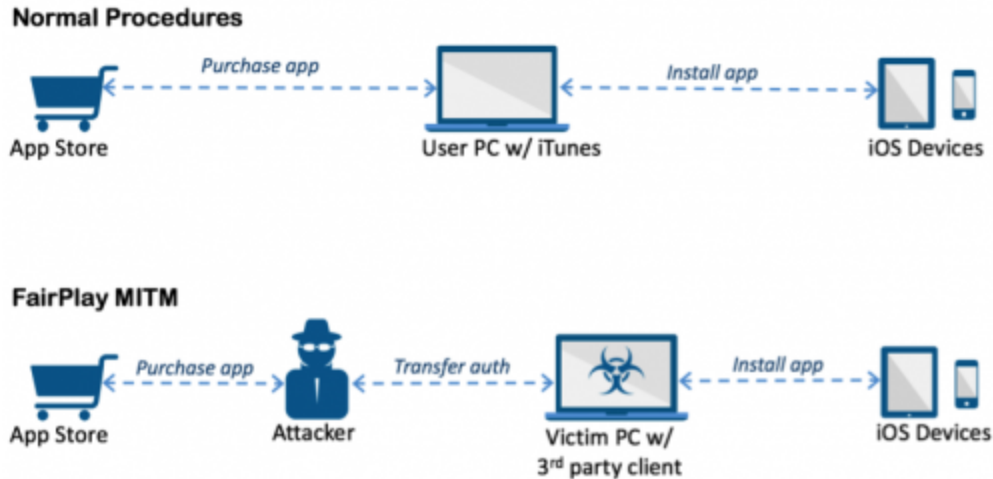 Normal Procedures
Purchase app
Install app
App Store
User PC w/ iTunes
iOS Devices
FairPlay MITM
Purchase app
Transfer auth
Install app
App Store
Attacker
Victim PC w/
3rd party client
iOS Devices